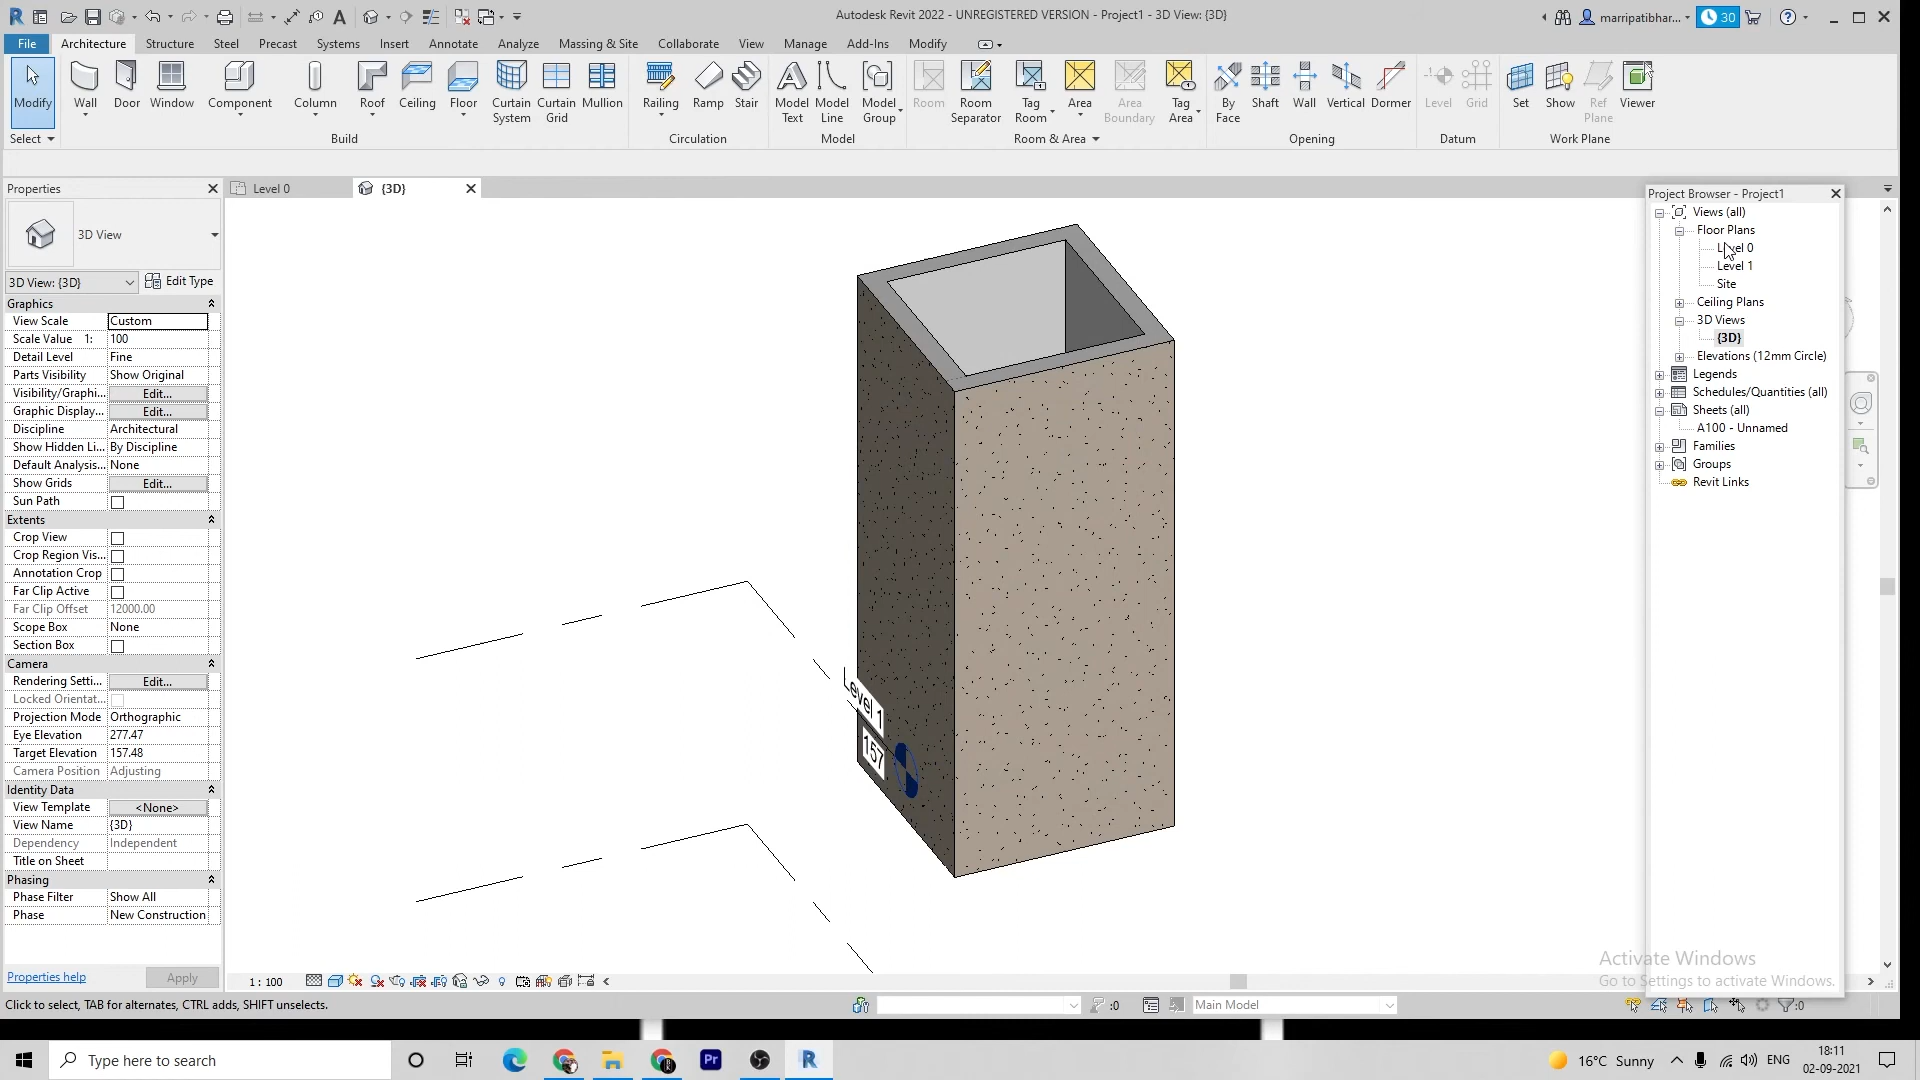 Autodesk Revit 2022 - UNREGISTERED VERSION - Project1 - 3D View: {3D}
marripatibhar...
30
File Architecture Structure Steel Precast Systems Insert Annotate Analyze Massing & Site Collaborate View Manage Add-Ins Modify
Modify Wall Door Window Component Column Roof Ceiling Floor Curtain System Curtain Grid Mullion Railing Ramp Stair Model Text Model Line Model Group Room Room Separator Tag Room Area Area Boundary Tag Area By Face Shaft Wall Vertical Dormer Level Grid Set Show Ref Plane Viewer
Select Build Circulation Model Room & Area Opening Datum Work Plane
Properties
Level 0
{3D}
3D View
3D View: {3D} Edit Type
Graphics
View Scale Custom
Scale Value 1: 100
Detail Level Fine
Parts Visibility Show Original
Visibility/Graphi... Edit...
Graphic Display... Edit...
Discipline Architectural
Show Hidden Li... By Discipline
Default Analysis... None
Show Grids Edit...
Sun Path
Extents
Crop View
Crop Region Vis...
Annotation Crop
Far Clip Active
Far Clip Offset 12000.00
Scope Box None
Section Box
Camera
Rendering Setti... Edit...
Locked Orientat...
Projection Mode Orthographic
Eye Elevation 277.47
Target Elevation 157.48
Camera Position Adjusting
Identity Data
View Template <None>
View Name {3D}
Dependency Independent
Title on Sheet
Phasing
Phase Filter Show All
Phase New Construction
Properties help Apply
Level 1
157
Project Browser - Project1
Views (all)
Floor Plans
Level 0
Level 1
Site
Ceiling Plans
3D Views
{3D}
Elevations (12mm Circle)
Legends
Schedules/Quantities (all)
Sheets (all)
A100 - Unnamed
Families
Groups
Revit Links
Activate Windows
Go to Settings to activate Windows.
1 : 100
Click to select, TAB for alternates, CTRL adds, SHIFT unselects.
:0
Main Model
:0
Type here to search
16°C Sunny
ENG
18:11
02-09-2021